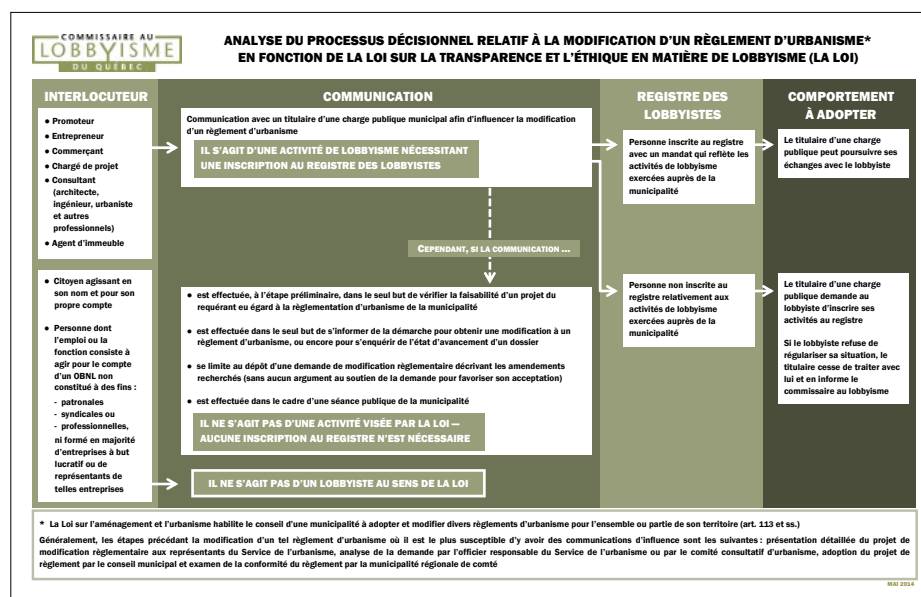 COMMISSAIRE AU
LOBBYISME
DU QUÉBEC
ANALYSE DU PROCESSUS DÉCISIONNEL RELATIF À LA MODIFICATION D'UN RÈGLEMENT D'URBANISME*
EN FONCTION DE LA LOI SUR LA TRANSPARENCE ET L'ÉTHIQUE EN MATIÈRE DE LOBBYISME (LA LOI)
INTERLOCUTEUR
● Promoteur
● Entrepreneur
● Commerçant
● Chargé de projet
● Consultant
(architecte,
ingénieur, urbaniste
et autres
professionnels)
● Agent d'immeuble
● Citoyen agissant en
son nom et pour son
propre compte
● Personne dont
l'emploi ou la
fonction consiste à
agir pour le compte
d'un OBNL non
constitué à des fins :
- patronales
- syndicales ou
- professionnelles,
ni formé en majorité
d'entreprises à but
lucratif ou de
représentants de
telles entreprises
COMMUNICATION
Communication avec un titulaire d'une charge publique municipal afin d'influencer la modification
d'un règlement d'urbanisme
IL S'AGIT D'UNE ACTIVITÉ DE LOBBYISME NÉCESSITANT
UNE INSCRIPTION AU REGISTRE DES LOBBYISTES
CEPENDANT, SI LA COMMUNICATION ...
● est effectuée, à l'étape préliminaire, dans le seul but de vérifier la faisabilité d'un projet du
requérant eu égard à la règlementation d'urbanisme de la municipalité
● est effectuée dans le seul but de s'informer de la démarche pour obtenir une modification à un
règlement d'urbanisme, ou encore pour s'enquérir de l'état d'avancement d'un dossier
● se limite au dépôt d'une demande de modification règlementaire décrivant les amendements
recherchés (sans aucun argument au soutien de la demande pour favoriser son acceptation)
● est effectuée dans le cadre d'une séance publique de la municipalité
IL NE S'AGIT PAS D'UNE ACTIVITÉ VISÉE PAR LA LOI —
AUCUNE INSCRIPTION AU REGISTRE N'EST NÉCESSAIRE
IL NE S'AGIT PAS D'UN LOBBYISTE AU SENS DE LA LOI
REGISTRE DES
LOBBYISTES
Personne inscrite au registre
avec un mandat qui reflète les
activités de lobbyisme
exercées auprès de la
municipalité
Personne non inscrite au
registre relativement aux
activités de lobbyisme
exercées auprès de la
municipalité
COMPORTEMENT
À ADOPTER
Le titulaire d'une charge
publique peut poursuivre ses
échanges avec le lobbyiste
Le titulaire d'une charge
publique demande au
lobbyiste d'inscrire ses
activités au registre
Si le lobbyiste refuse de
régulariser sa situation, le
titulaire cesse de traiter avec
lui et en informe le
commissaire au lobbyisme
* La Loi sur l'aménagement et l'urbanisme habilite le conseil d'une municipalité à adopter et modifier divers règlements d'urbanisme pour l'ensemble ou partie de son territoire (art. 113 et ss.)
Généralement, les étapes précédant la modification d'un tel règlement d'urbanisme où il est le plus susceptible d'y avoir des communications d'influence sont les suivantes : présentation détaillée du projet de
modification règlementaire aux représentants du Service de l'urbanisme, analyse de la demande par l'officier responsable du Service de l'urbanisme ou par le comité consultatif d'urbanisme, adoption du projet de
règlement par le conseil municipal et examen de la conformité du règlement par la municipalité régionale de comté
MAI 2014